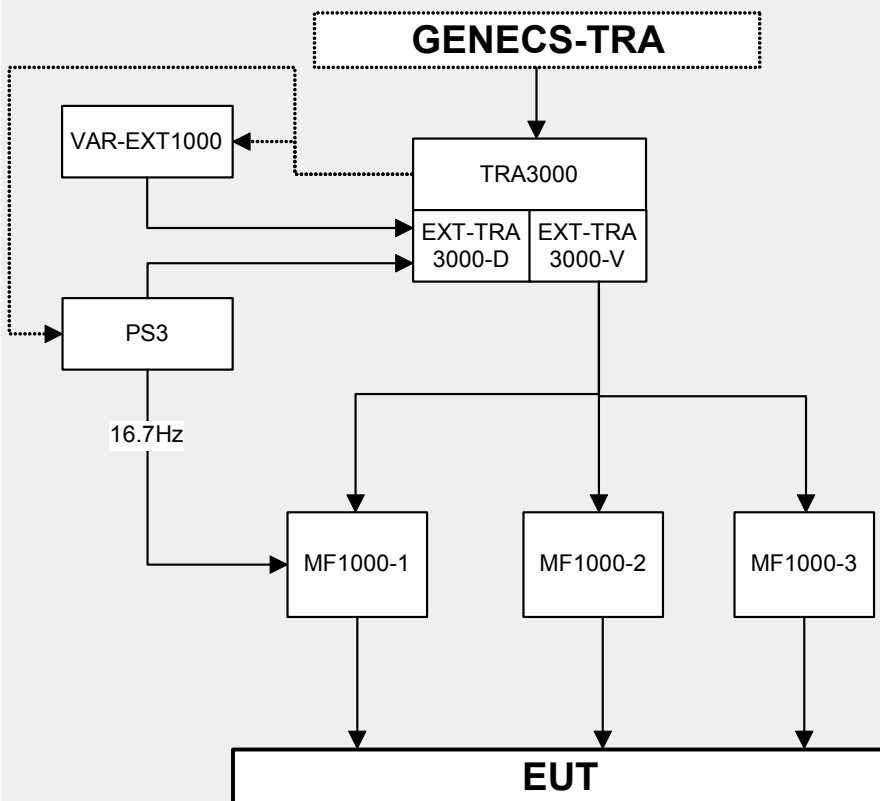 GENECS-TRA
VAR-EXT1000
TRA3000
EXT-TRA
3000-D
EXT-TRA
3000-V
PS3
16.7Hz
MF1000-1
MF1000-2
MF1000-3
EUT